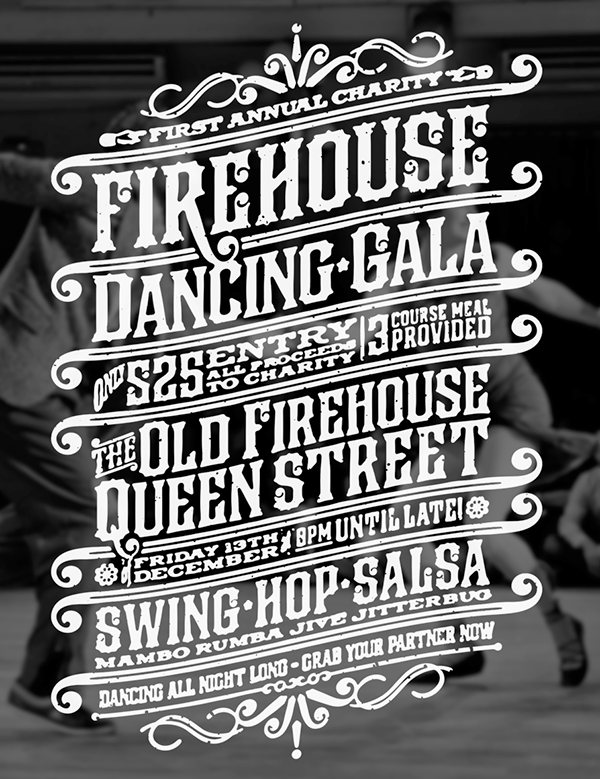 FIRST ANNUAL CHARITY
FIREHOUSE
DANCING·GALA
ONLY $25 ENTRY ALL PROCEEDS TO CHARITY 3 COURSE MEAL PROVIDED
THE OLD FIREHOUSE
QUEEN STREET
FRIDAY 13TH DECEMBER 8PM UNTIL LATE!
SWING·HOP·SALSA
MAMBO RUMBA JIVE JITTERBUG
DANCING ALL NIGHT LONG - GRAB YOUR PARTNER NOW